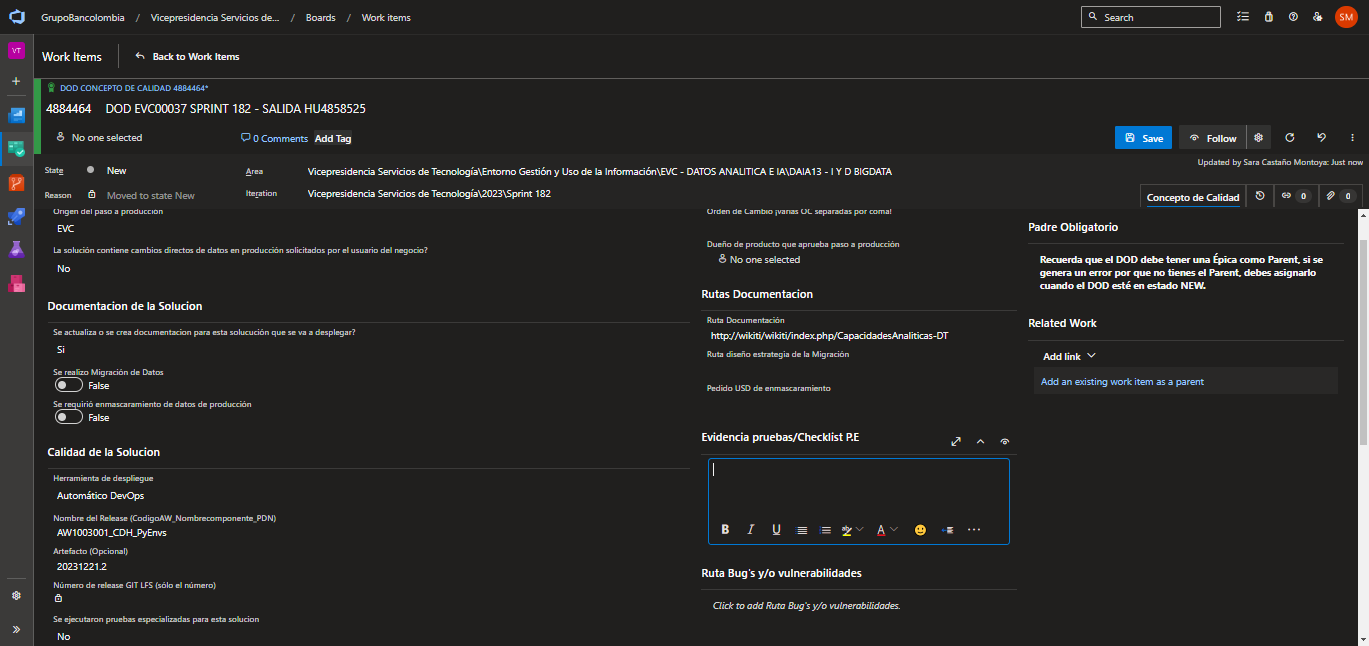 GrupoBancolombia / Vicepresidencia Servicios de... / Boards / Work items
Search
SM
VT
Work Items
Back to Work Items
DOD CONCEPTO DE CALIDAD 4884464*
4884464 DOD EVC00037 SPRINT 182 - SALIDA HU4858525
No one selected
0 Comments
Add Tag
Save
Follow
State
New
Area
Vicepresidencia Servicios de Tecnología\Entorno Gestión y Uso de la Información\EVC - DATOS ANALITICA E IA\DAIA13 - I Y D BIGDATA
Updated by Sara Castaño Montoya: Just now
Reason
Moved to state New
Iteration
Vicepresidencia Servicios de Tecnología\2023\Sprint 182
Concepto de Calidad
0
0
Origen del paso a producción
EVC
La solución contiene cambios directos de datos en producción solicitados por el usuario del negocio?
No
Documentacion de la Solucion
Se actualiza o se crea documentacion para esta solucución que se va a desplegar?
Si
Se realizo Migración de Datos
False
Se requirió enmascaramiento de datos de producción
False
Calidad de la Solucion
Herramienta de despliegue
Automático DevOps
Nombre del Release (CodigoAW_Nombrecomponente_PDN)
AW1003001_CDH_PyEnvs
Artefacto (Opcional)
20231221.2
Número de release GIT LFS (sólo el número)
Se ejecutaron pruebas especializadas para esta solucion
No
Orden de Cambio ¡varias OC separadas por coma!
Dueño de producto que aprueba paso a producción
No one selected
Rutas Documentacion
Ruta Documentación
http://wikiti/wikiti/index.php/CapacidadesAnaliticas-DT
Ruta diseño estrategia de la Migración
Pedido USD de enmascaramiento
Evidencia pruebas/Checklist P.E
B I U
A
Ruta Bug's y/o vulnerabilidades
Click to add Ruta Bug's y/o vulnerabilidades.
Padre Obligatorio
Recuerda que el DOD debe tener una Épica como Parent, si se
genera un error por que no tienes el Parent, debes asignarlo
cuando el DOD esté en estado NEW.
Related Work
Add link
Add an existing work item as a parent